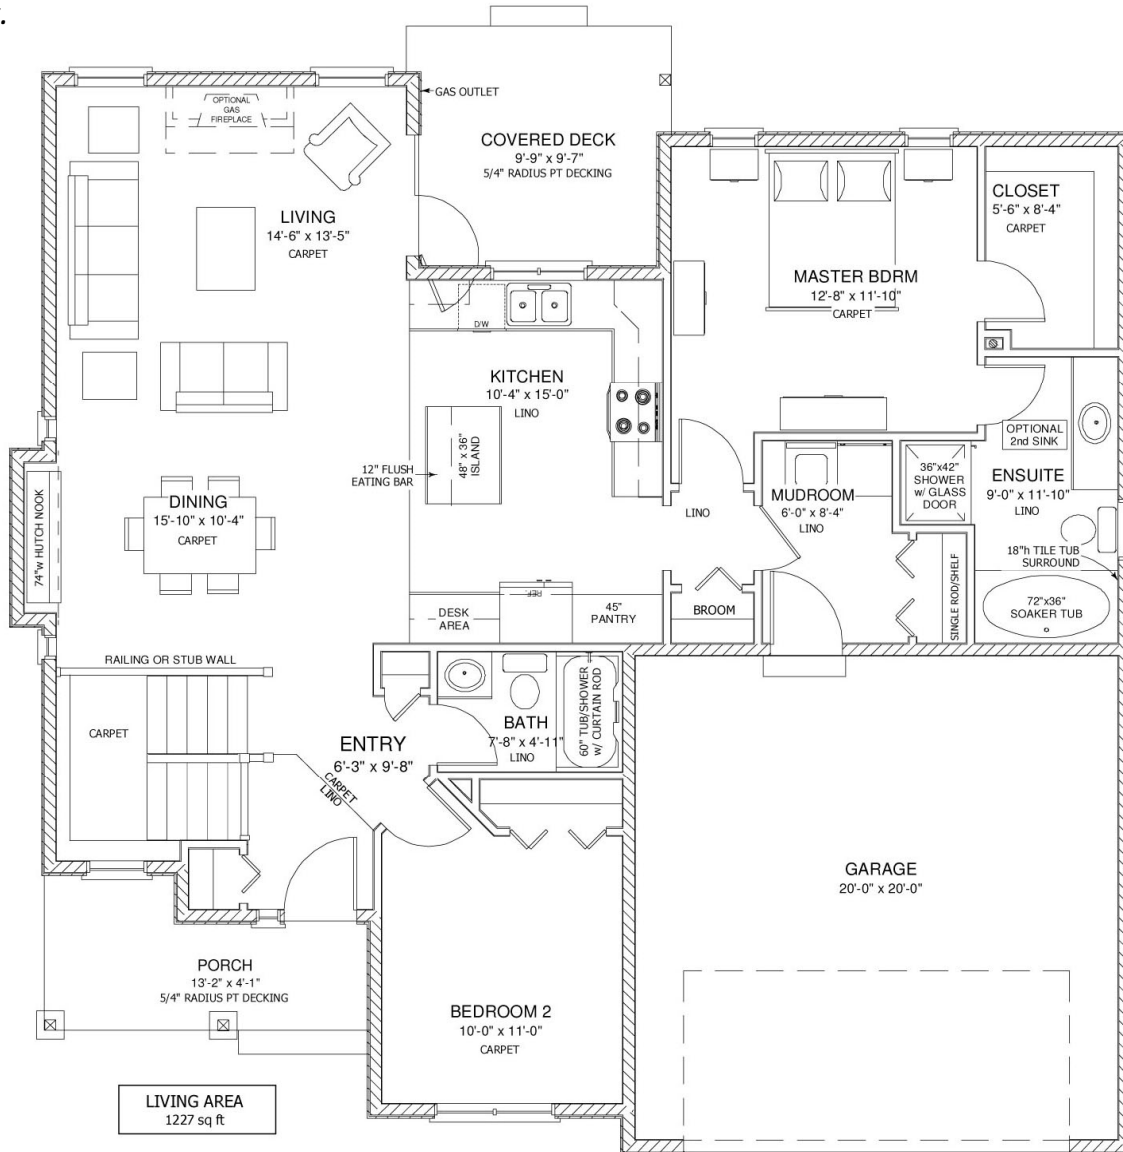 GAS OUTLET
OPTIONAL
GAS
FIREPLACE
COVERED DECK
9'-9" x 9'-7"
5/4" RADIUS PT DECKING
LIVING
14'-6" x 13'-5"
CARPET
CLOSET
5'-6" x 8'-4"
CARPET
MASTER BDRM
12'-8" x 11'-10"
CARPET
D/W
KITCHEN
10'-4" x 15'-0"
LINO
48" x 36"
ISLAND
12" FLUSH
EATING BAR
OPTIONAL
2nd SINK
36"x42"
SHOWER
w/ GLASS
DOOR
ENSUITE
9'-0" x 11'-10"
LINO
MUDROOM
6'-0" x 8'-4"
LINO
LINO
74"w HUTCH NOOK
DINING
15'-10" x 10'-4"
CARPET
18"h TILE TUB
SURROUND
72"x36"
SOAKER TUB
SINGLE ROD/SHELF
BROOM
REF.
DESK
AREA
45"
PANTRY
RAILING OR STUB WALL
CARPET
ENTRY
6'-3" x 9'-8"
CARPET
LINO
BATH
7'-8" x 4'-11"
LINO
60" TUB/SHOWER
w/ CURTAIN ROD
GARAGE
20'-0" x 20'-0"
PORCH
13'-2" x 4'-1"
5/4" RADIUS PT DECKING
BEDROOM 2
10'-0" x 11'-0"
CARPET
LIVING AREA
1227 sq ft